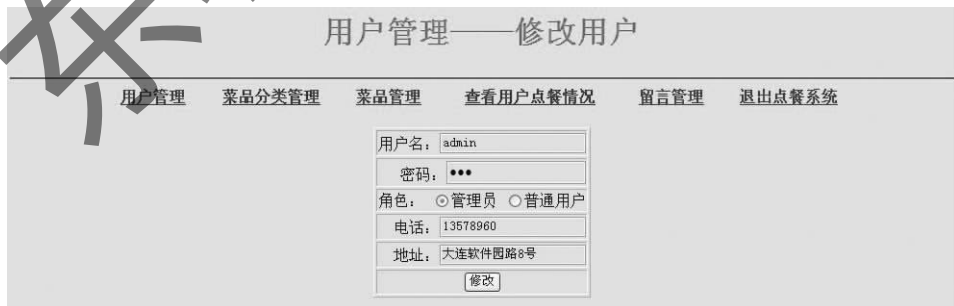 用户管理——修改用户
用户管理 菜品分类管理 菜品管理 查看用户点餐情况 留言管理 退出点餐系统
用户名： admin
密码： •••
角色： ⊙管理员 ○普通用户
电话： 13578960
地址： 大连软件园路8号
修改